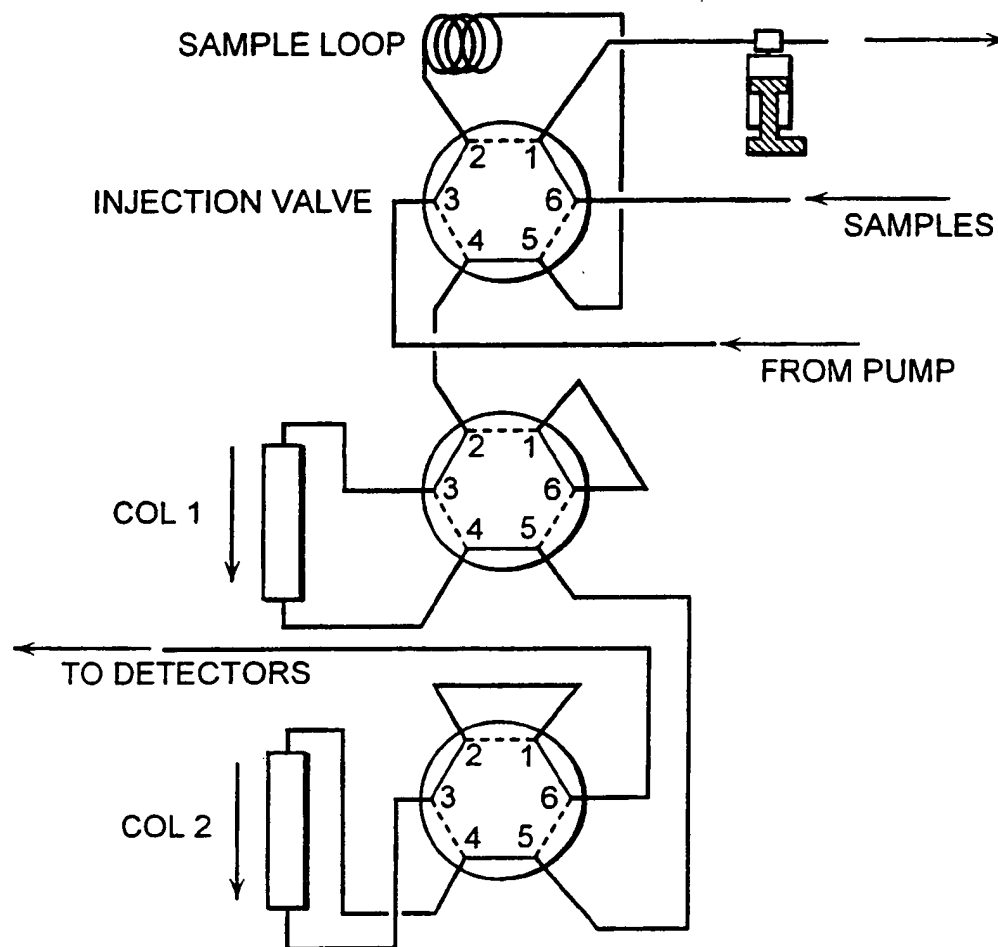 SAMPLE LOOP
2 1
INJECTION VALVE
3 6
SAMPLES
4 5
FROM PUMP
2 1
COL 1
3 6
4 5
TO DETECTORS
2 1
COL 2
3 6
4 5